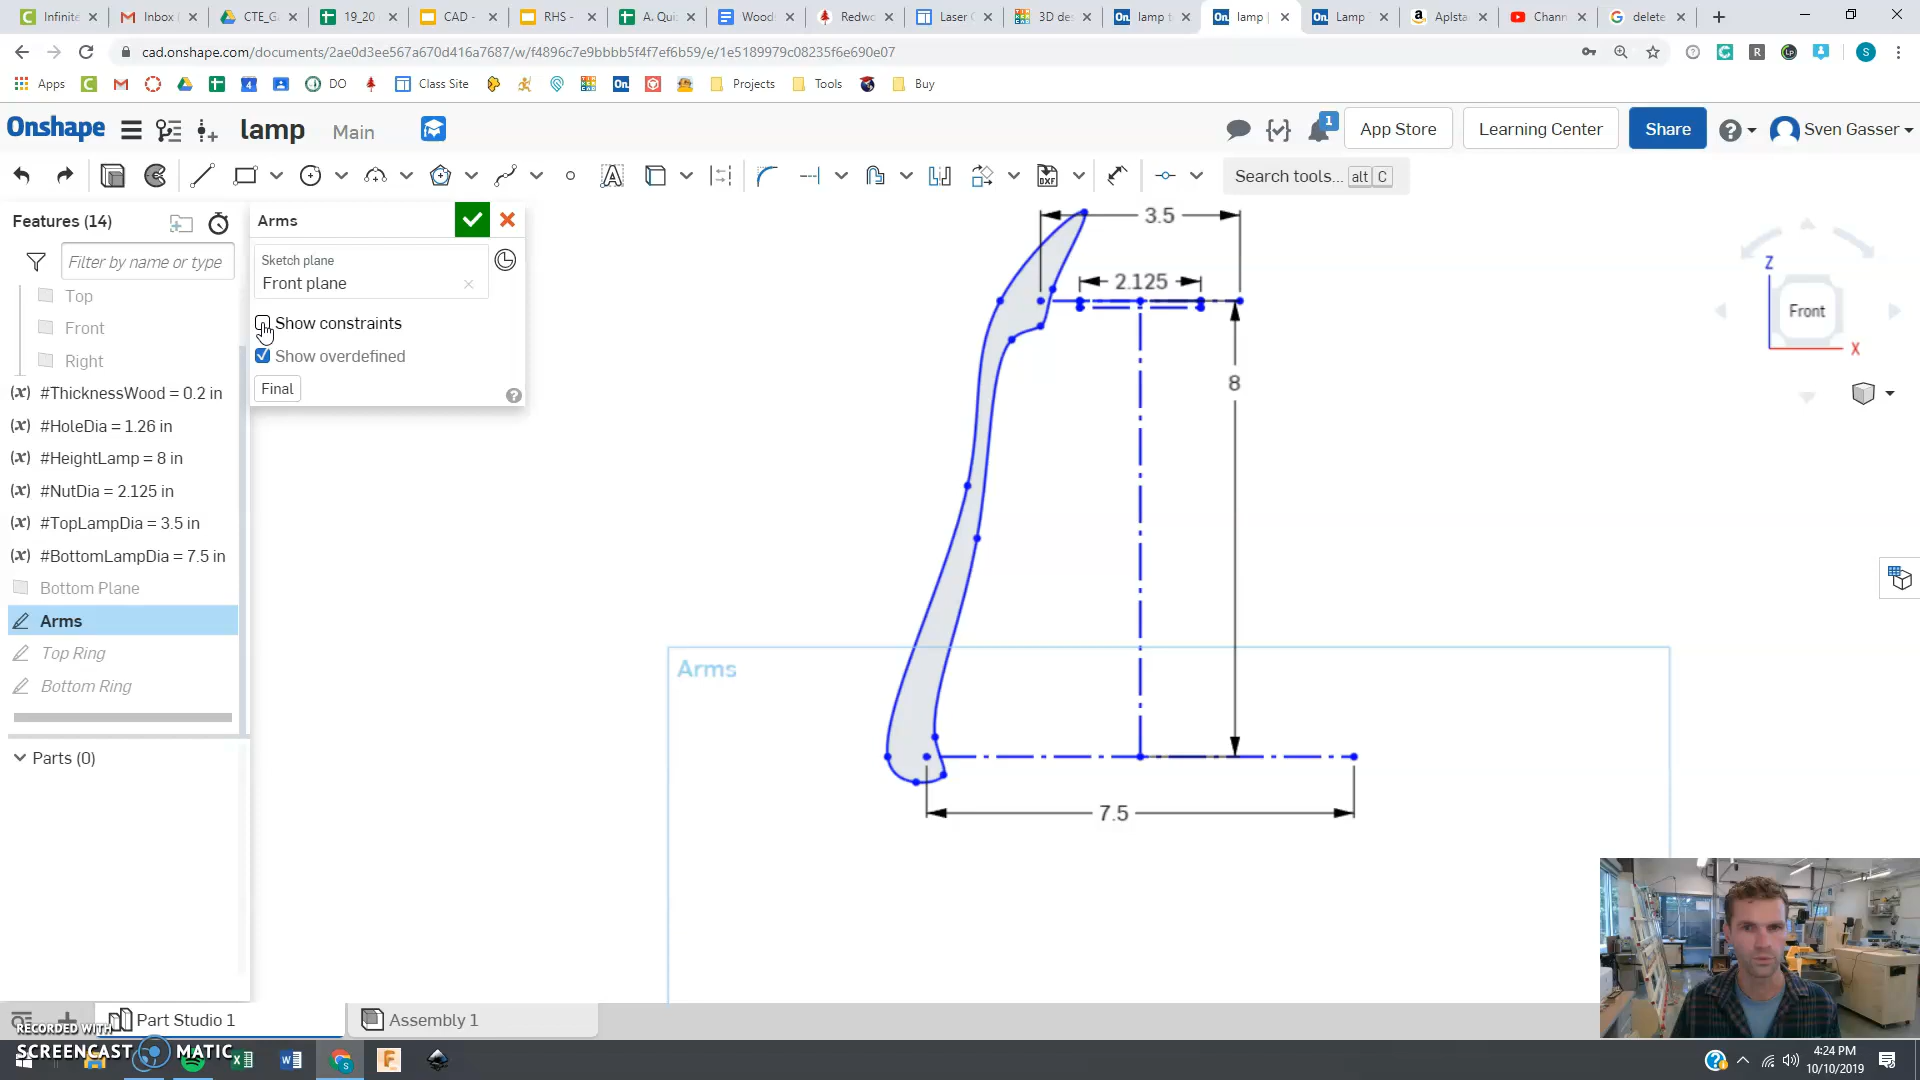 Infinite
Inbox (
CTE_G
19_20
CAD -
RHS -
A. Qui
Wood
Redwo
Laser C
3D de
lamp t
lamp |
Lamp
Aplsta
Chann
delete
cad.onshape.com/documents/2ae0d3ee567a670d416a7687/w/f4896c7e9bbbb5f4f7ef6b59/e/1e5189979c08235f6e690e07
Apps
DO
Class Site
Projects
Tools
Buy
Onshape
lamp
Main
1
App Store
Learning Center
Share
Sven Gasser
Search tools... alt C
Features (14)
Filter by name or type
Top
Front
Right
(x) #ThicknessWood = 0.2 in
(x) #HoleDia = 1.26 in
(x) #HeightLamp = 8 in
(x) #NutDia = 2.125 in
(x) #TopLampDia = 3.5 in
(x) #BottomLampDia = 7.5 in
Bottom Plane
Arms
Top Ring
Bottom Ring
Parts (0)
Arms
Sketch plane
Front plane
Show constraints
Show overdefined
Final
3.5
2.125
8
7.5
Arms
Z
Front
X
Part Studio 1
Assembly 1
RECORDED WITH
SCREENCAST MATIC
4:24 PM
10/10/2019